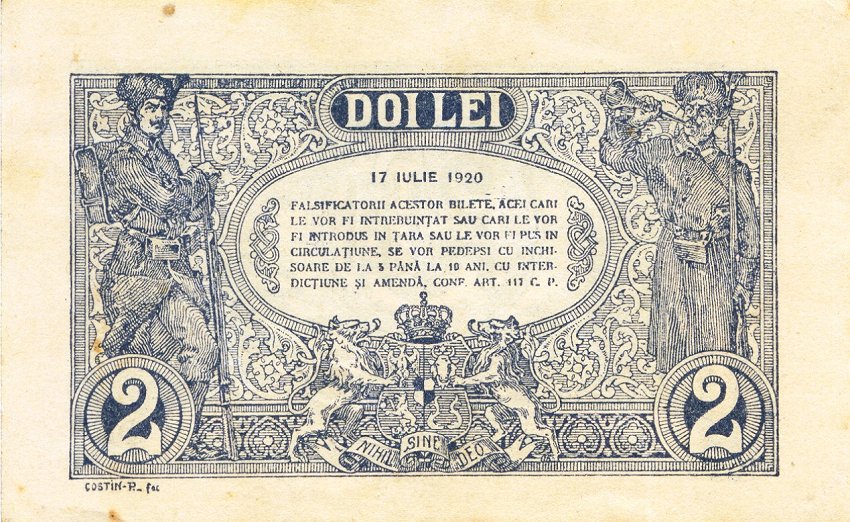 DOI LEI
17 IULIE 1920
FALSIFICATORII ACESTOR BILETE, ACEI CARI
LE VOR FI INTREBUINȚAT SAU CARI LE VOR
FI INTRODUS IN ȚARA SAU LE VOR FI PUS IN
CIRCULAȚIUNE, SE VOR PEDEPSI CU INCHI-
SOARE DE LA 5 PÂNĂ LA 10 ANI, CU INTER-
DICȚIUNE ȘI AMENDĂ, CONF. ART. 117 C. P.
NIHIL SINE DEO
2
2
COSTIN-P. fec